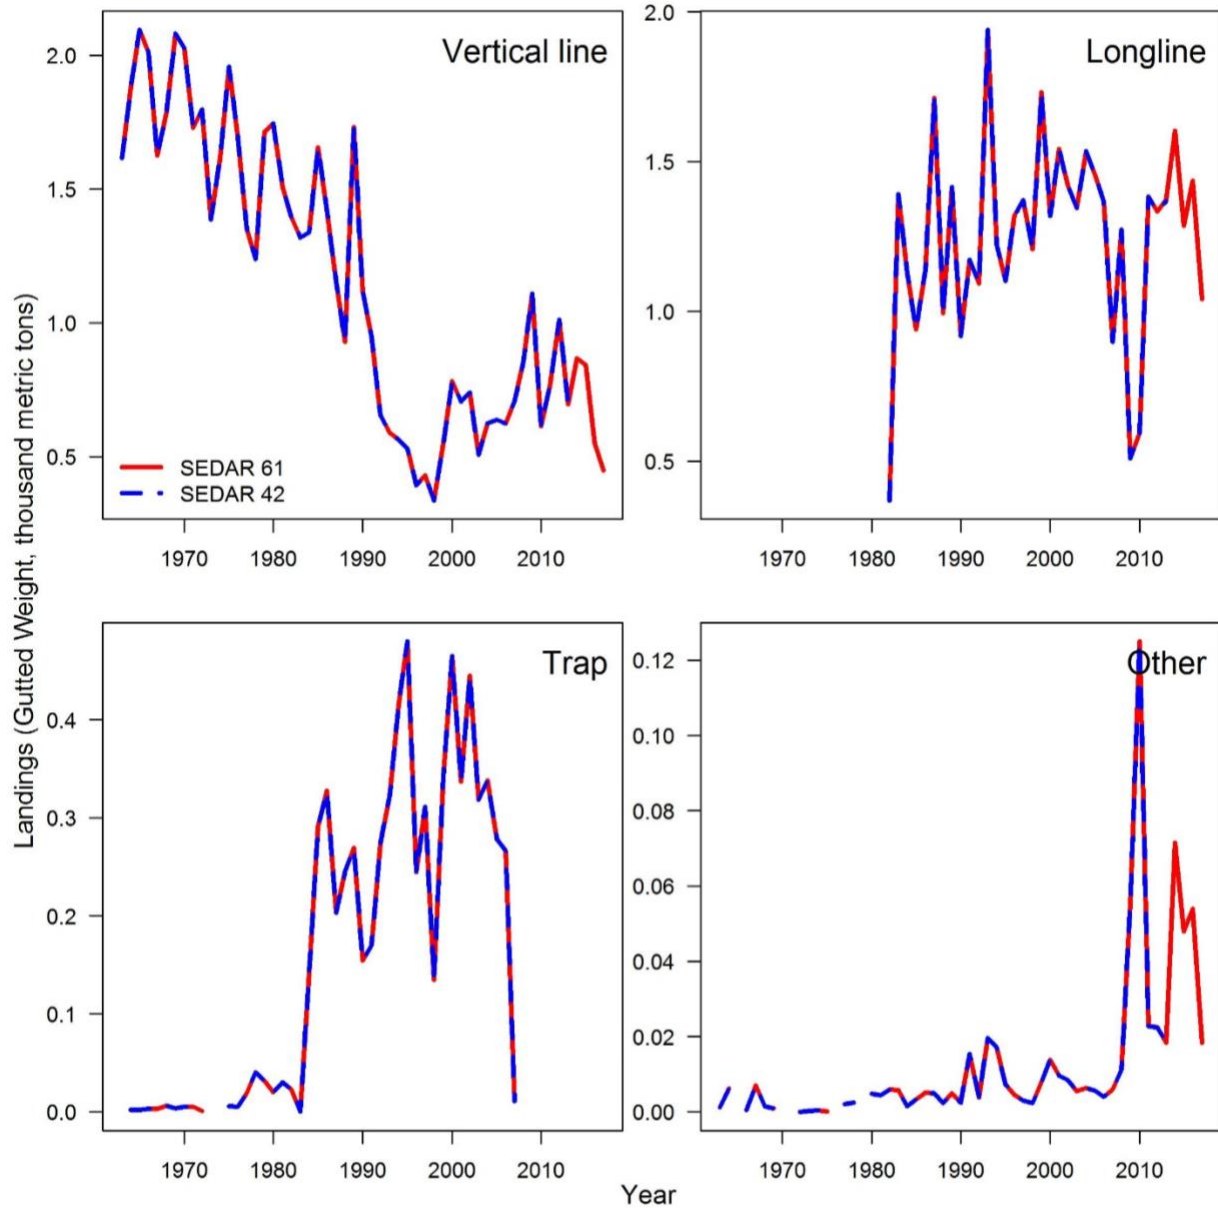 Vertical line
2.0
1.5
1.0
0.5
SEDAR 61
SEDAR 42
1970 1980 1990 2000 2010
Longline
2.0
1.5
1.0
0.5
1970 1980 1990 2000 2010
Landings (Gutted Weight, thousand metric tons)
Trap
0.4
0.3
0.2
0.1
0.0
1970 1980 1990 2000 2010
Other
0.12
0.10
0.08
0.06
0.04
0.02
0.00
1970 1980 1990 2000 2010
Year